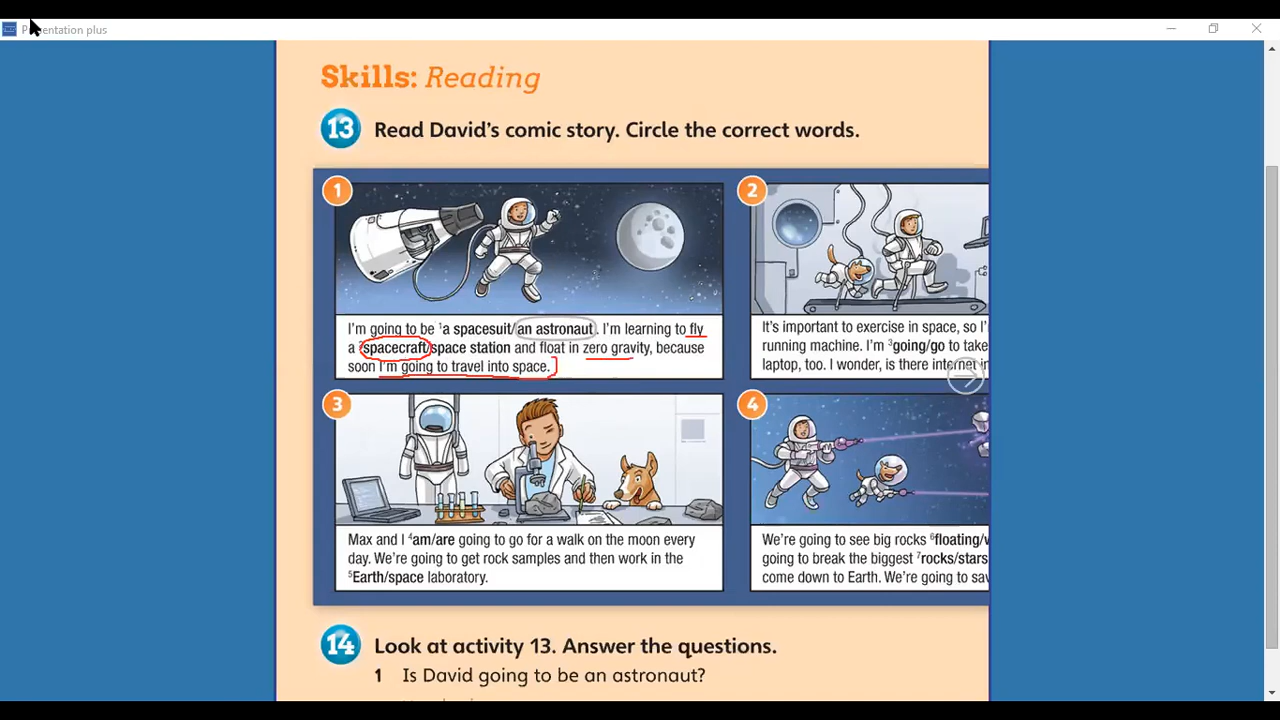 Presentation plus
Skills: Reading
13 Read David's comic story. Circle the correct words.
1
I'm going to be ¹a spacesuit/an astronaut. I'm learning to fly
a ²spacecraft/space station and float in zero gravity, because
soon I'm going to travel into space.
2
It's important to exercise in space, so I'
running machine. I'm ³going/go to take
laptop, too. I wonder, is there internet in
3
Max and I ⁴am/are going to go for a walk on the moon every
day. We're going to get rock samples and then work in the
⁵Earth/space laboratory.
4
We're going to see big rocks ⁶floating/
going to break the biggest ⁷rocks/stars
come down to Earth. We're going to sav
14 Look at activity 13. Answer the questions.
1 Is David going to be an astronaut?